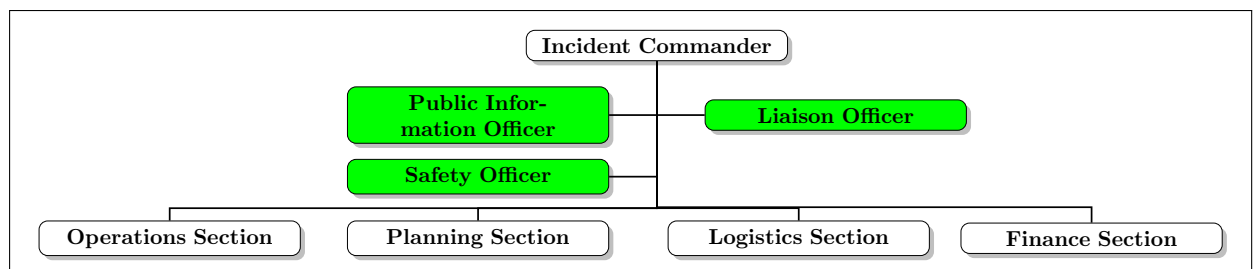 Incident Commander
Public Infor-
mation Officer
Liaison Officer
Safety Officer
Operations Section
Planning Section
Logistics Section
Finance Section